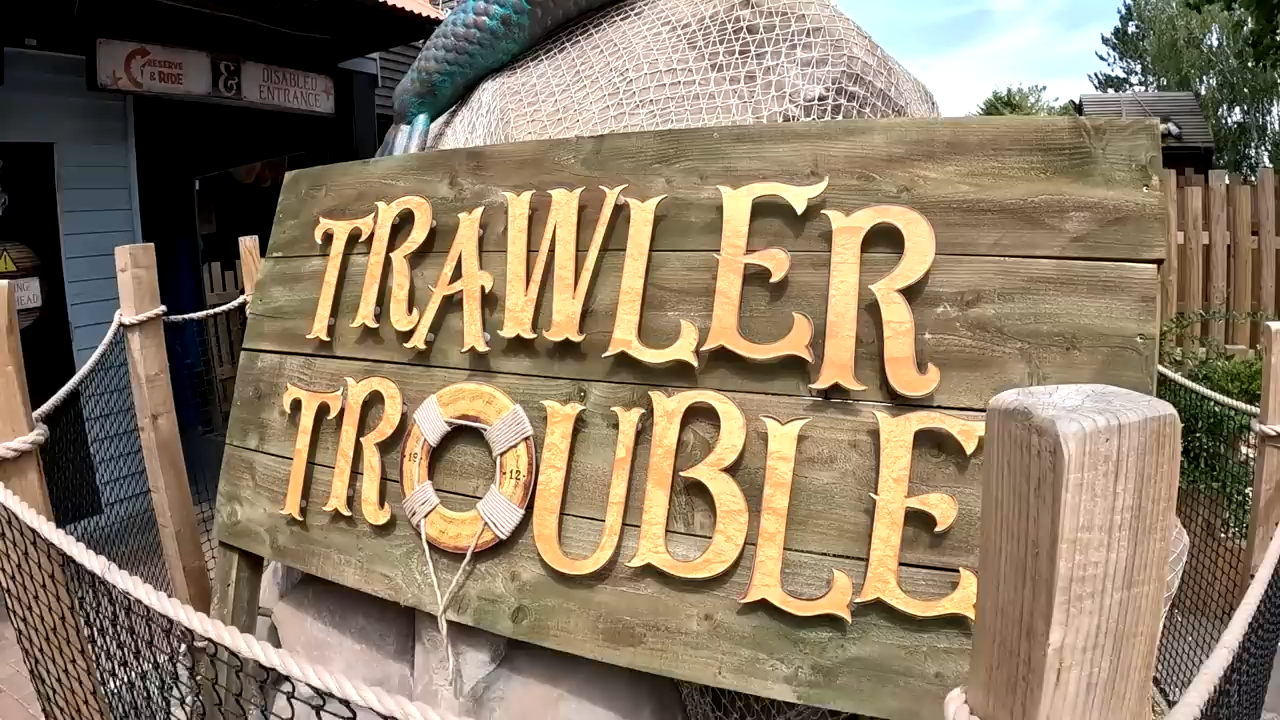 RESERVE
& RIDE
&
DISABLED
ENTRANCE
TRAWLER
TROUBLE
19 12